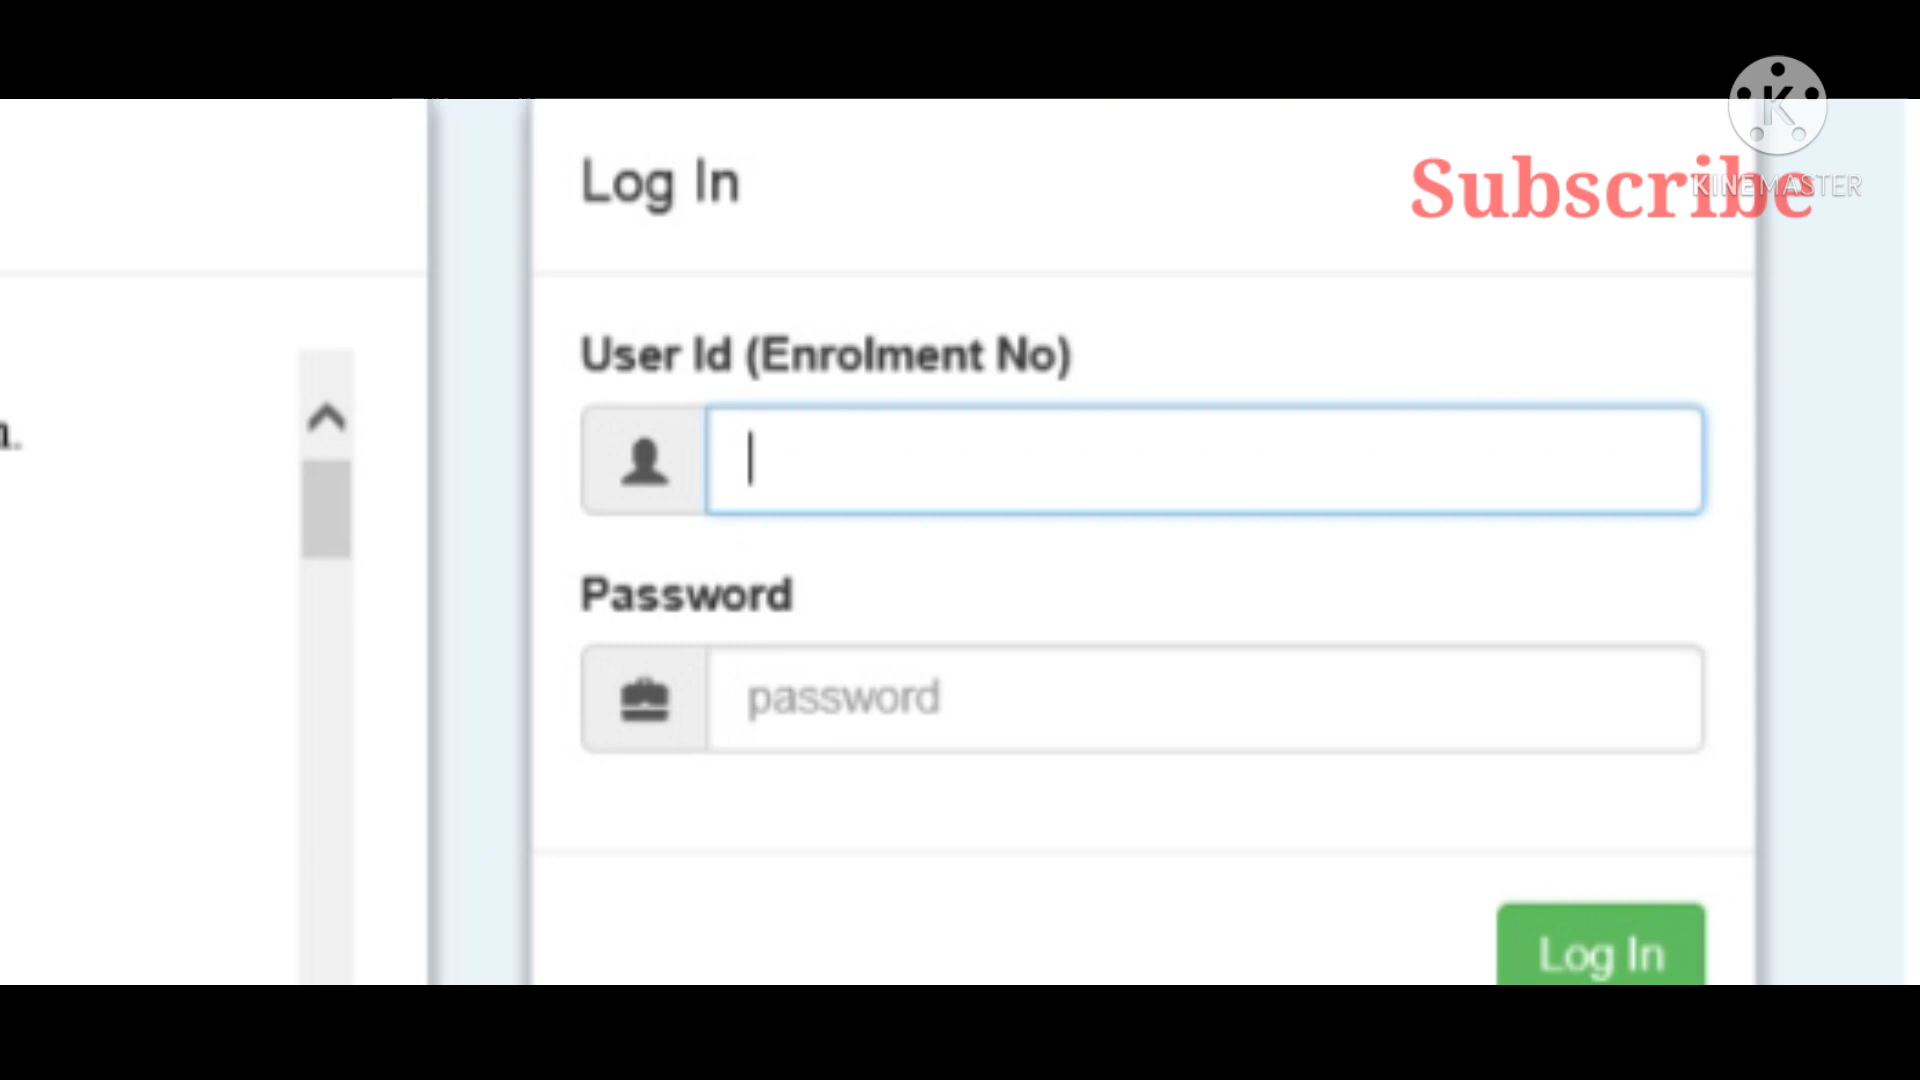 Log In
Subscribe
K
KINEMASTER
User Id (Enrolment No)
Password
password
Log In